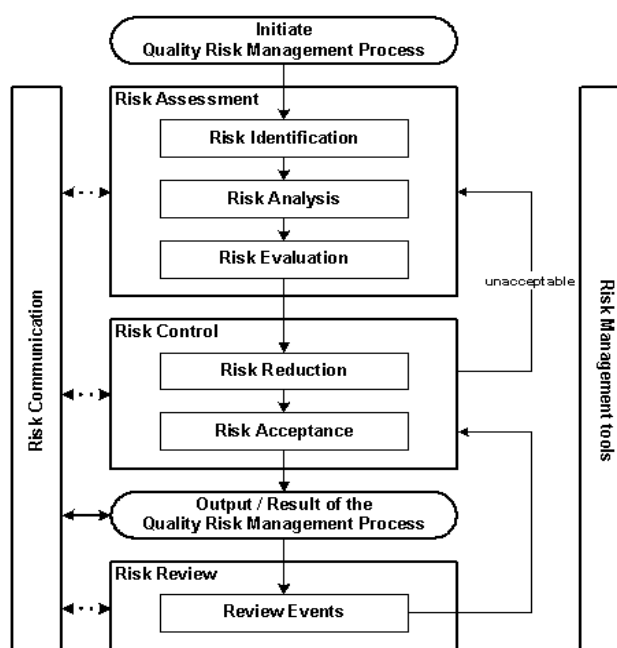 Initiate
Quality Risk Management Process
Risk Assessment
Risk Identification
Risk Analysis
Risk Evaluation
unacceptable
Risk Control
Risk Reduction
Risk Acceptance
Output / Result of the
Quality Risk Management Process
Risk Review
Review Events
Risk Communication
Risk Management tools